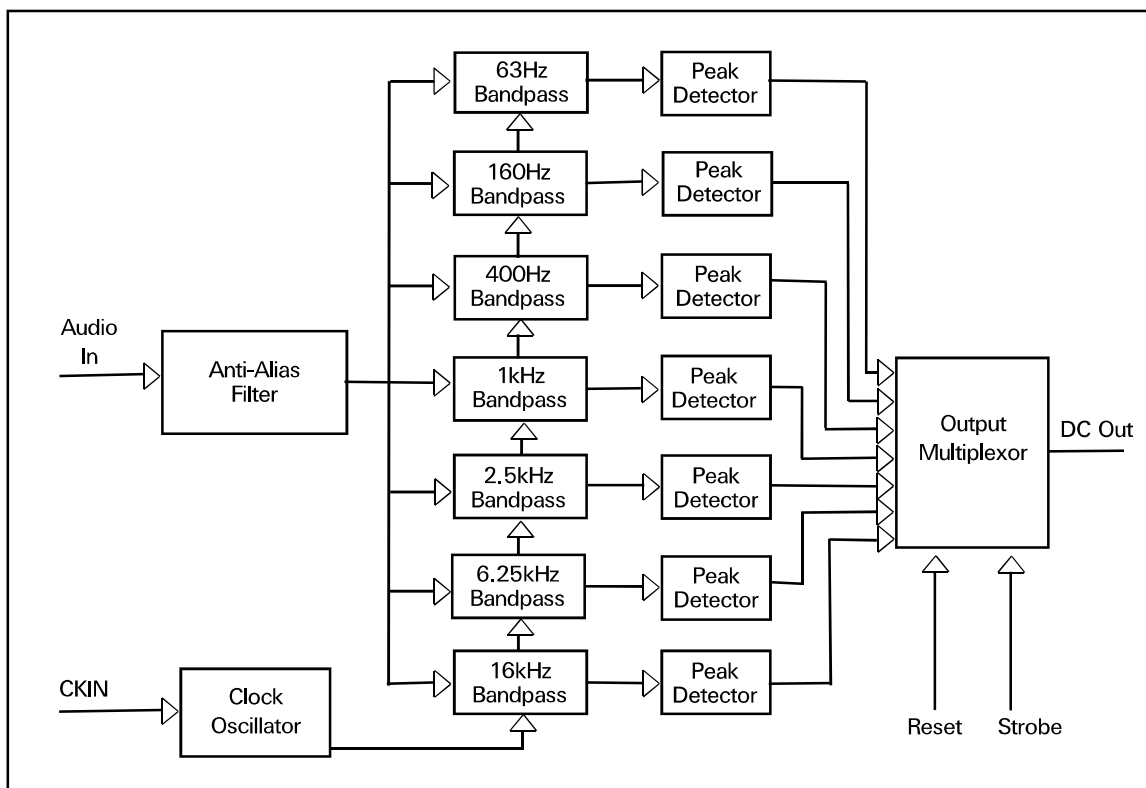 63Hz
Bandpass
Peak
Detector
160Hz
Bandpass
Peak
Detector
400Hz
Bandpass
Peak
Detector
Audio
In
Anti-Alias
Filter
1kHz
Bandpass
Peak
Detector
Output
Multiplexor
DC Out
2.5kHz
Bandpass
Peak
Detector
6.25kHz
Bandpass
Peak
Detector
16kHz
Bandpass
Peak
Detector
CKIN
Clock
Oscillator
Reset
Strobe